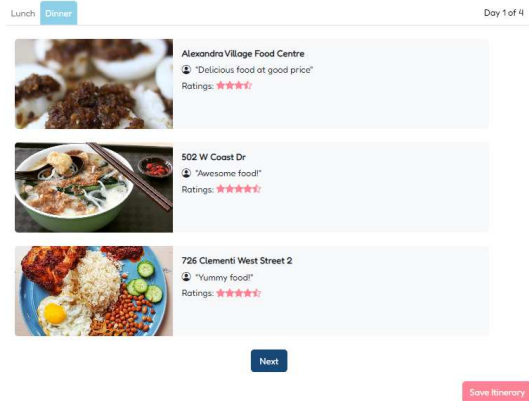 Lunch Dinner Day 1 of 4
Alexandra Village Food Centre
"Delicious food at good price"
Ratings:
502 W Coast Dr
"Awesome food!"
Ratings:
726 Clementi West Street 2
"Yummy food!"
Ratings:
Next
Save Itinerary